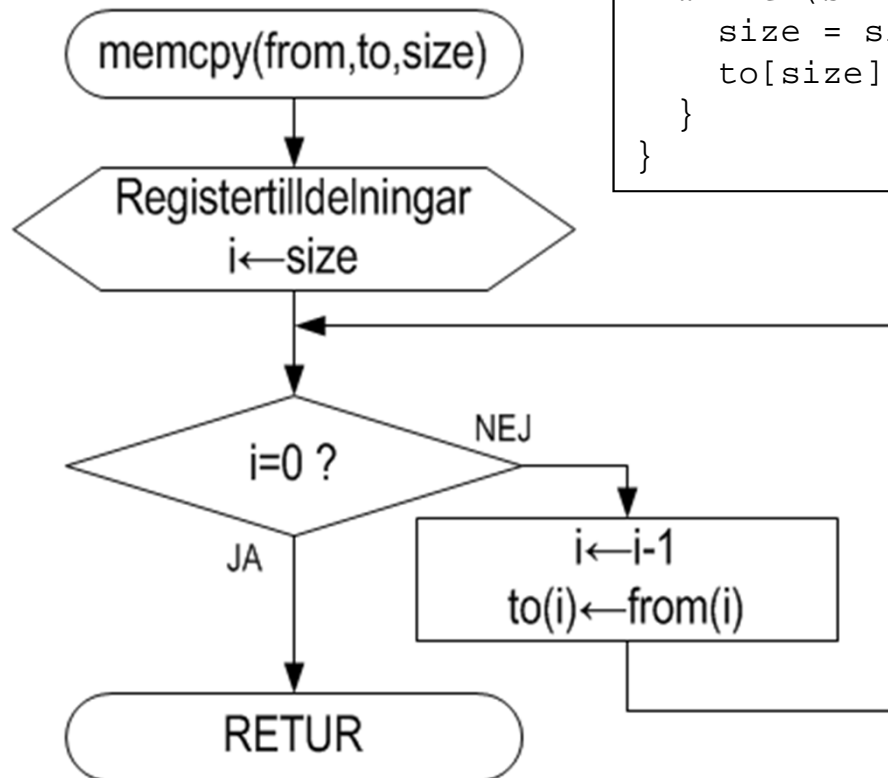 memcpy(from,to,size)
size =
to[size]
}
}
Registertilldelningar
i←size
i=0 ?
NEJ
JA
i←i-1
to(i)←from(i)
RETUR